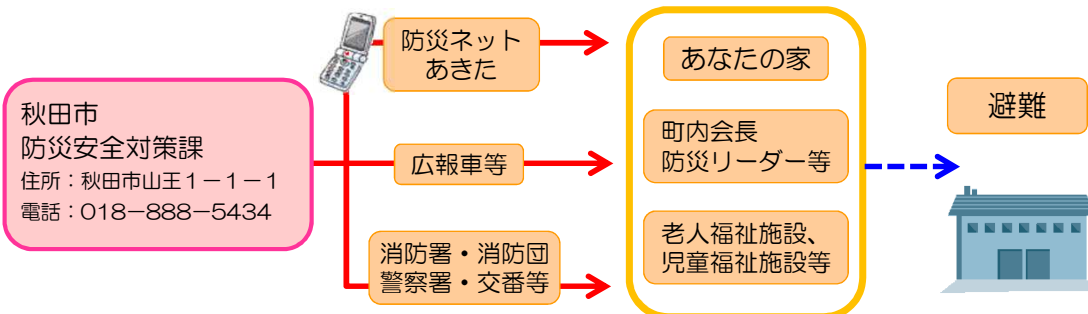 防災ネット
あきた
秋田市
防災安全対策課
住所：秋田市山王１－１－１
電話：018－888－5434
広報車等
消防署・消防団
警察署・交番等
あなたの家
町内会長
防災リーダー等
老人福祉施設、
児童福祉施設等
避難